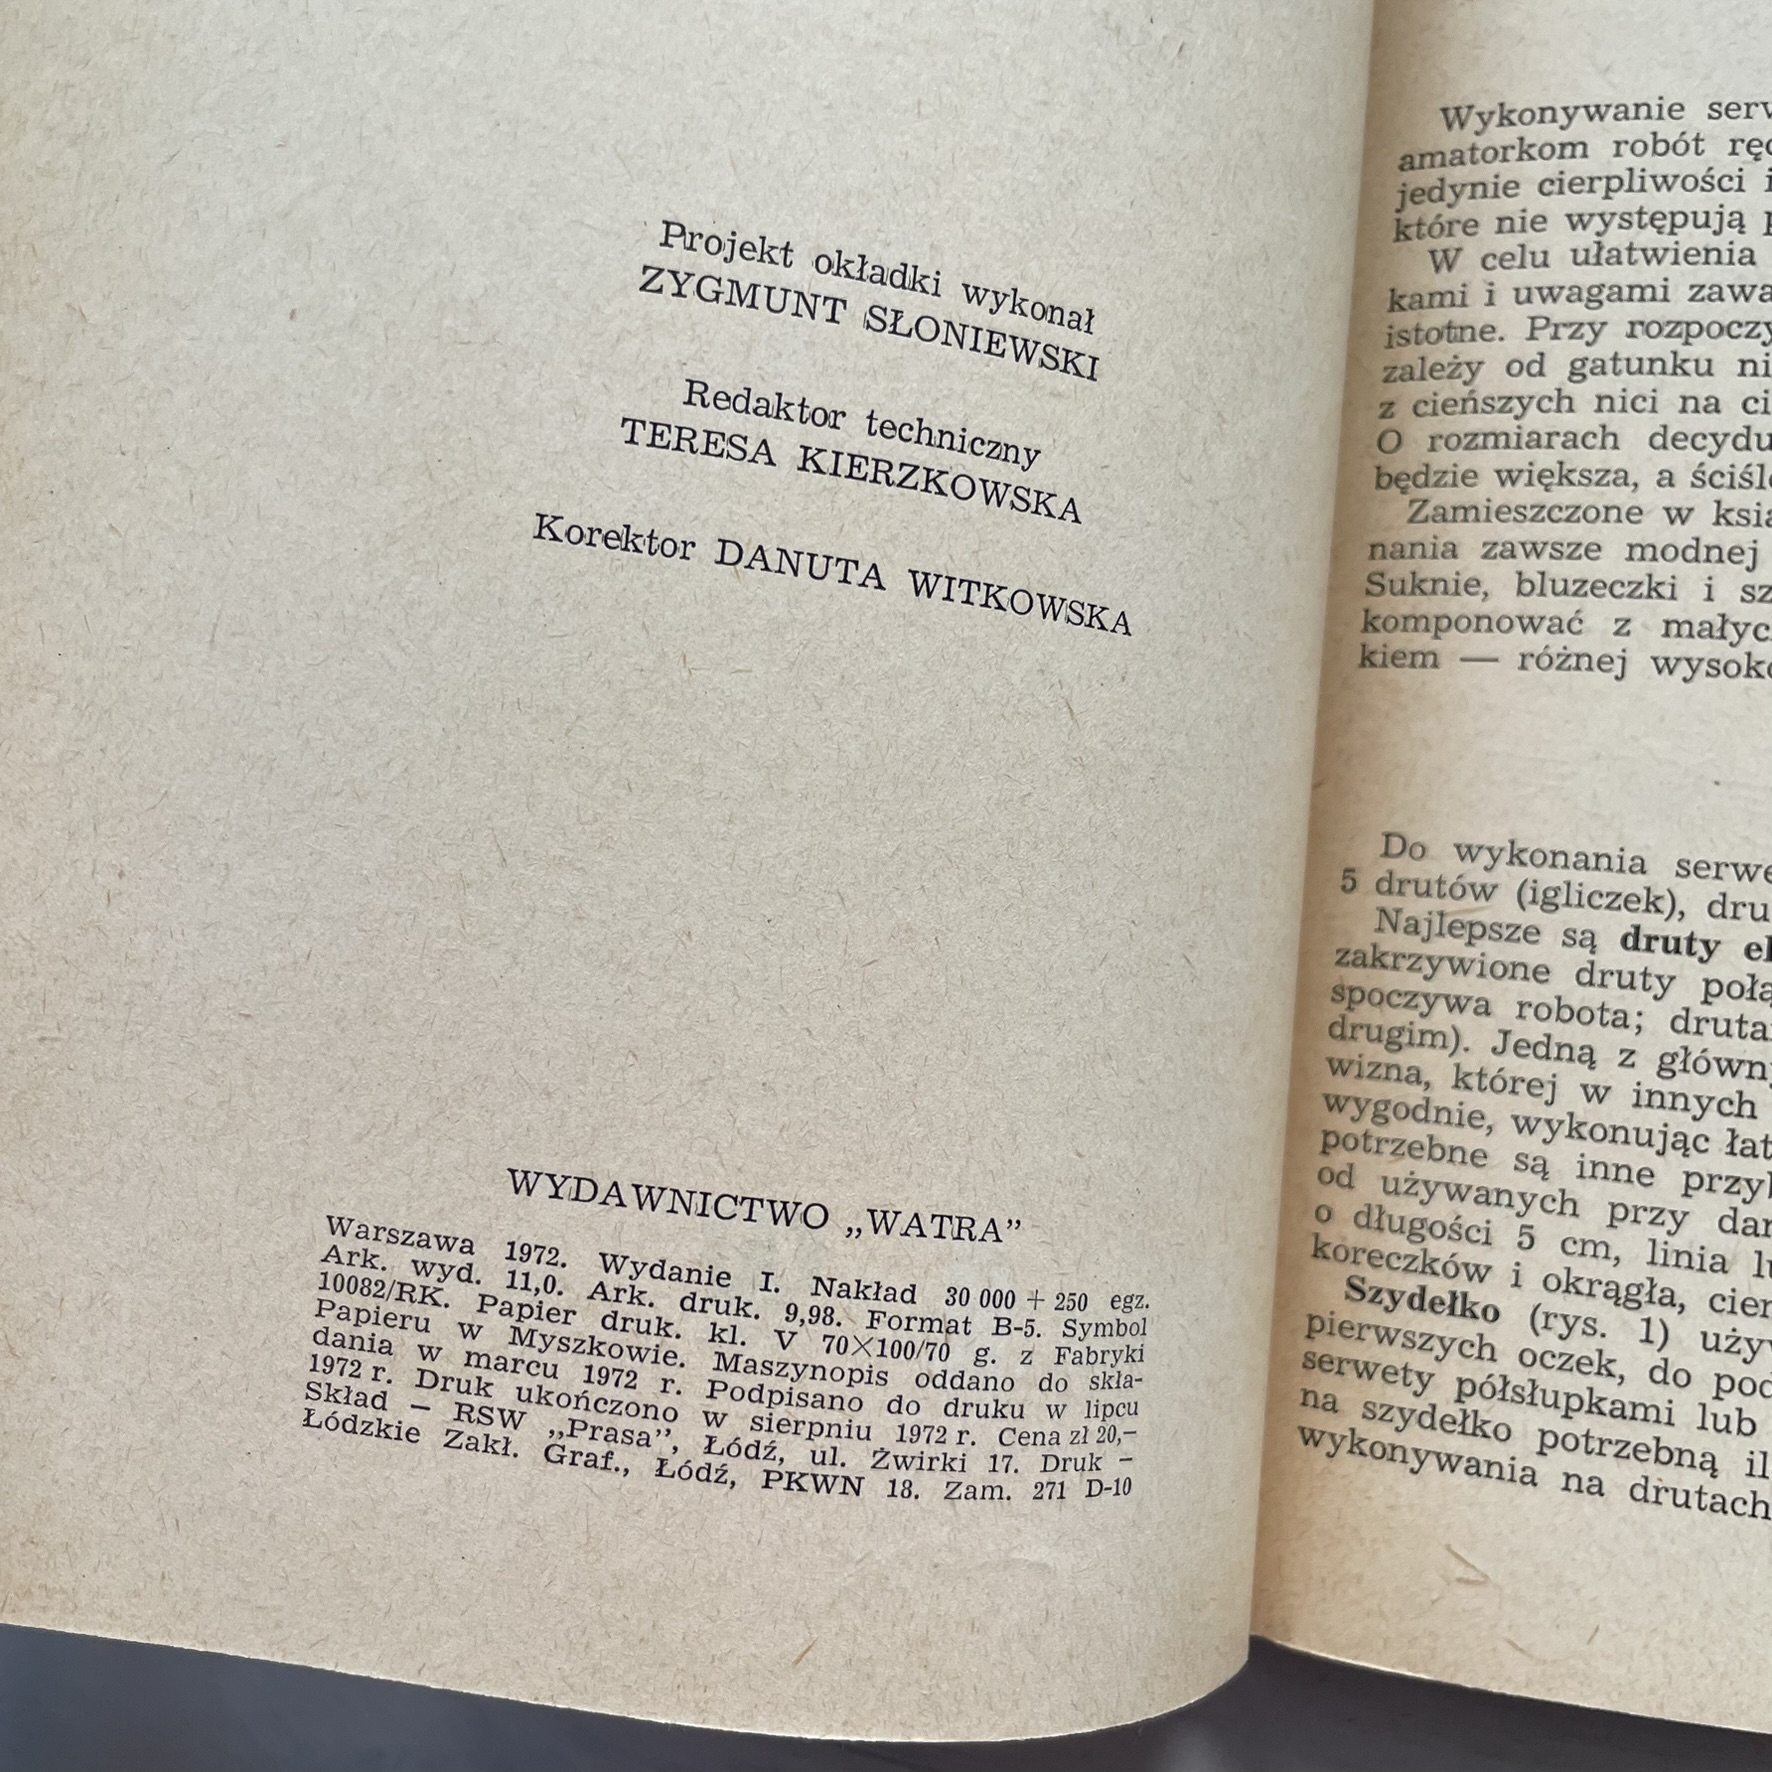 Projekt okładki wykonał
ZYGMUNT SŁONIEWSKI
Redaktor techniczny
TERESA KIERZKOWSKA
Korektor DANUTA WITKOWSKA
WYDAWNICTWO „WATRA”
Warszawa 1972. Wydanie I. Nakład 30 000 + 250 egz.
Ark. wyd. 11,0. Ark. druk. 9,98. Format B-5. Symbol
10082/RK. Papier druk. kl. V 70×100/70 g. z Fabryki
Papieru w Myszkowie. Maszynopis oddano do skła-
dania w marcu 1972 r. Podpisano do druku w lipcu
1972 r. Druk ukończono w sierpniu 1972 r. Cena zł 20,–
Skład – RSW „Prasa”, Łódź, ul. Żwirki 17. Druk –
Łódzkie Zakł. Graf., Łódź, PKWN 18. Zam. 271 D-10
Wykonywanie
amatorkom robót
jedynie cierpliwości
które nie występują
W celu ułatwienia
kami i uwagami
istotne. Przy
zależy od gatunku
z cieńszych nici na
O rozmiarach
będzie większa, a
Zamieszczone w
nania zawsze modnej
Suknie, bluzeczki i
komponować z
kiem — różnej
Do wykonania
5 drutów (igliczek),
Najlepsze są druty
zakrzywione druty
spoczywa robota;
drugim). Jedną z
wizna, której w innych
wygodnie, wykonując
potrzebne są inne
od używanych przy
o długości 5 cm, linia
koreczków i okrągła,
Szydełko (rys. 1)
pierwszych oczek, do
serwety półsłupkami lub
na szydełko potrzebną
wykonywania na drutach